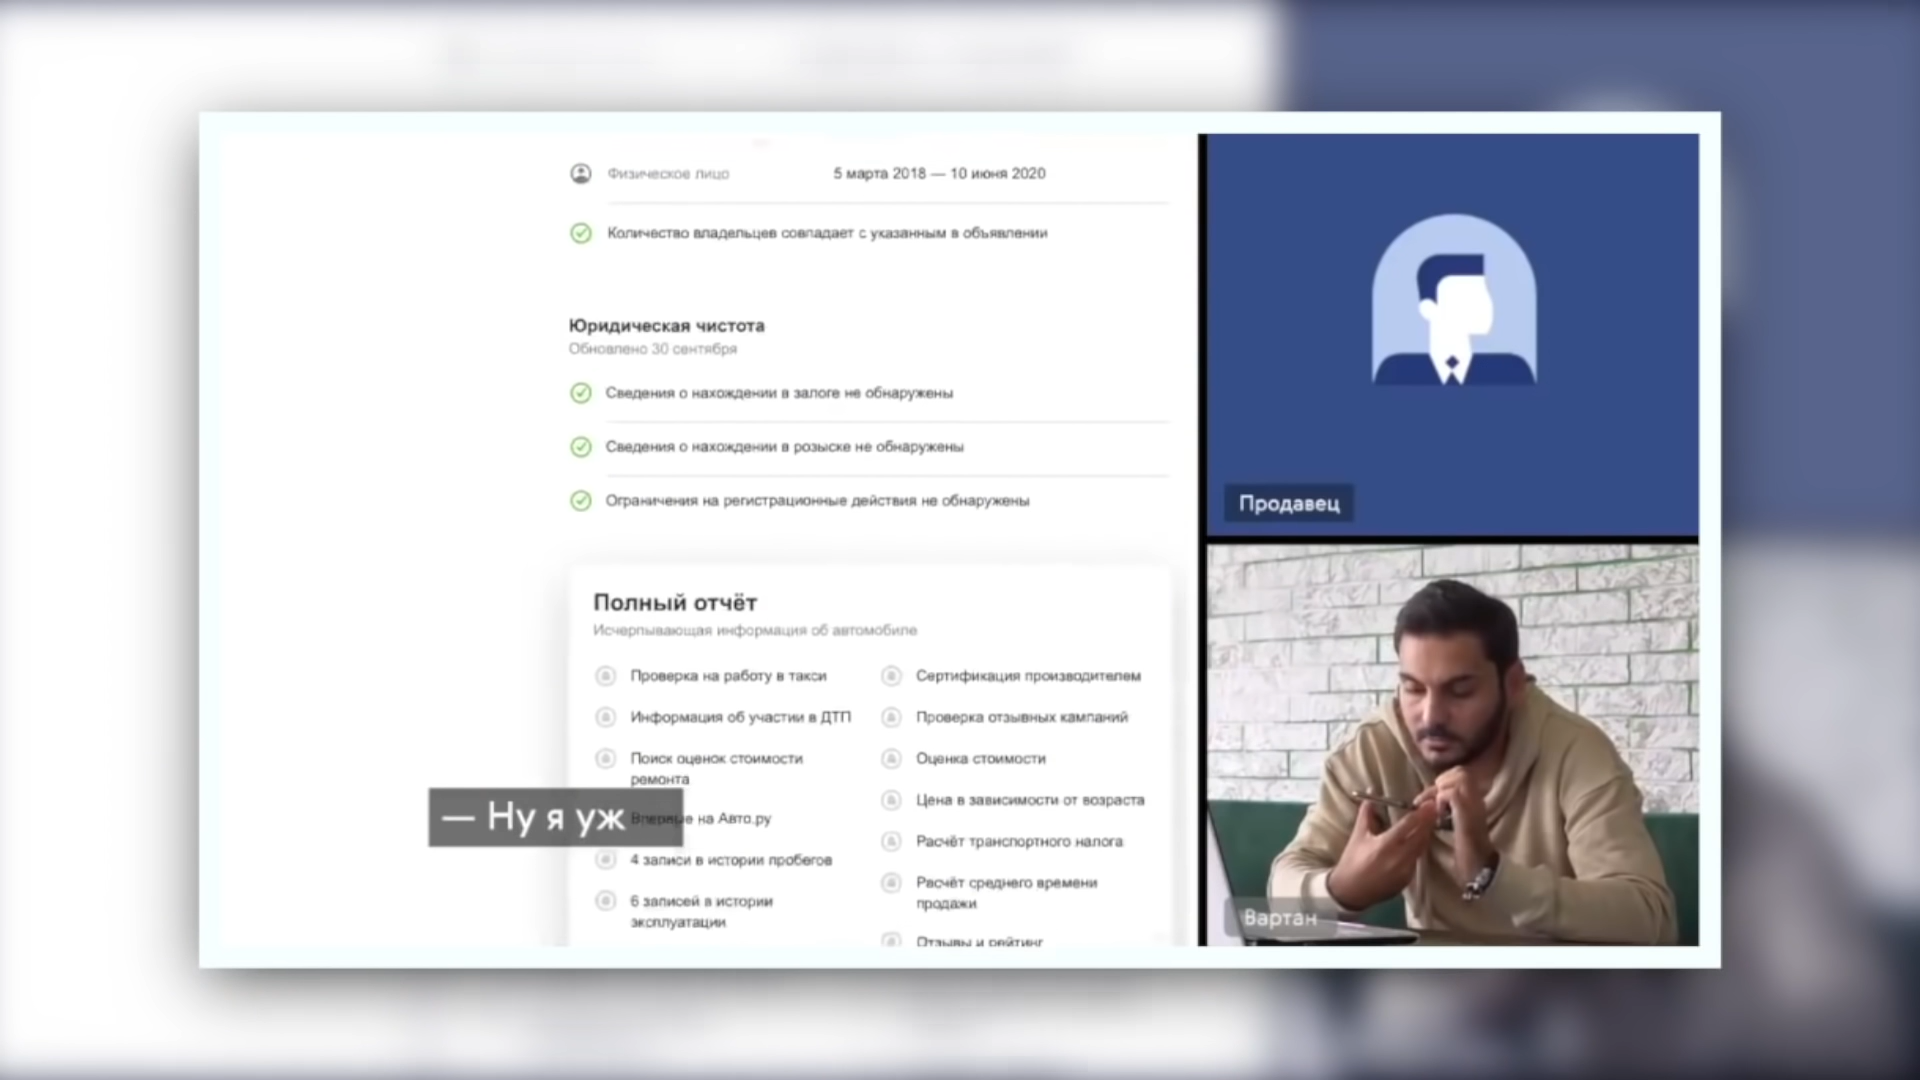 Физическое лицо 5 марта 2018 — 10 июня 2020
Количество владельцев совпадает с указанным в объявлении
Юридическая чистота
Обновлено 30 сентября
Сведения о нахождении в залоге не обнаружены
Сведения о нахождении в розыске не обнаружены
Ограничения на регистрационные действия не обнаружены
Полный отчёт
Исчерпывающая информация об автомобиле
Проверка на работу в такси
Информация об участии в ДТП
Поиск оценок стоимости
ремонта
Впервые на Авто.ру
4 записи в истории пробегов
6 записей в истории
эксплуатации
Сертификация производителем
Проверка отзывных кампаний
Оценка стоимости
Цена в зависимости от возраста
Расчёт транспортного налога
Расчёт среднего времени
продажи
Отзывы и рейтинг
— Ну я уж
Продавец
Вартан